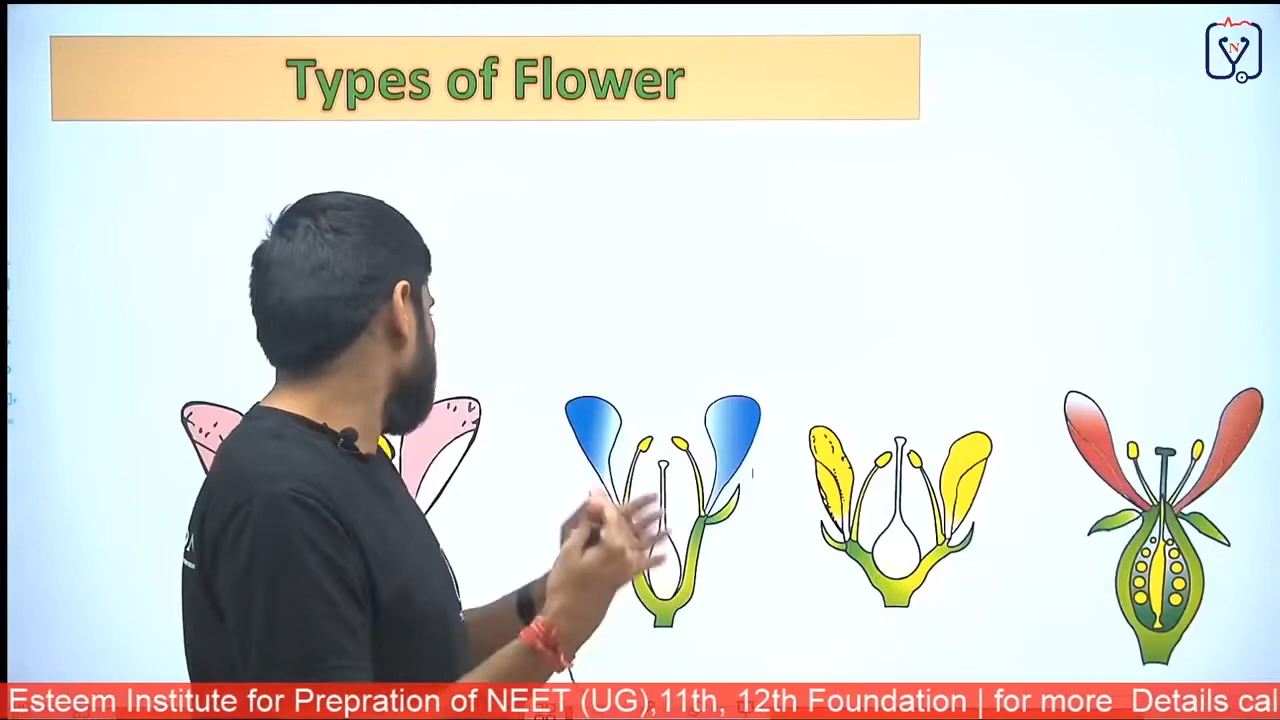 Types of Flower
N
Esteem Institute for Prepration of NEET (UG),11th, 12th Foundation | for more Details cal